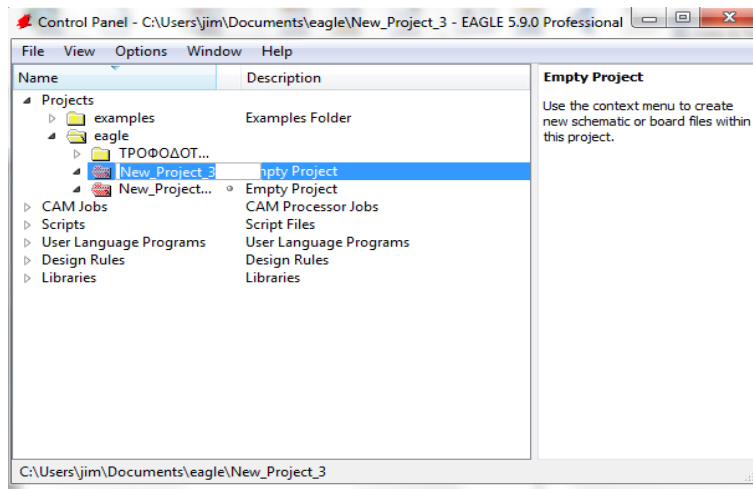 Control Panel - C:\Users\jim\Documents\eagle\New_Project_3 - EAGLE 5.9.0 Professional
File View Options Window Help
Name Description
Projects
examples Examples Folder
eagle
ΤΡΟΦΟΔΟΤ...
New_Project_3 npty Project
New_Project... Empty Project
CAM Jobs CAM Processor Jobs
Scripts Script Files
User Language Programs User Language Programs
Design Rules Design Rules
Libraries Libraries
Empty Project
Use the context menu to create
new schematic or board files within
this project.
C:\Users\jim\Documents\eagle\New_Project_3